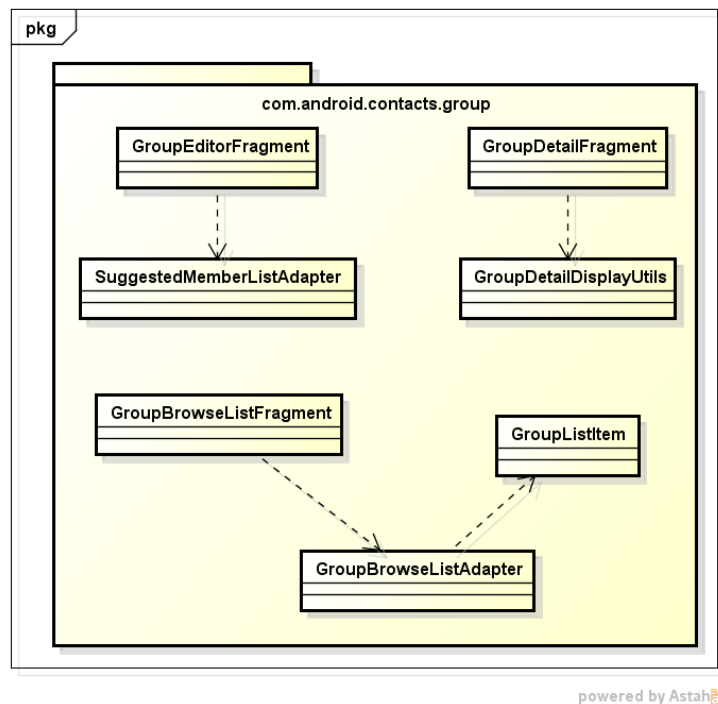 pkg
com.android.contacts.group
GroupEditorFragment
GroupDetailFragment
SuggestedMemberListAdapter
GroupDetailDisplayUtils
GroupBrowseListFragment
GroupListItem
GroupBrowseListAdapter
powered by Astah